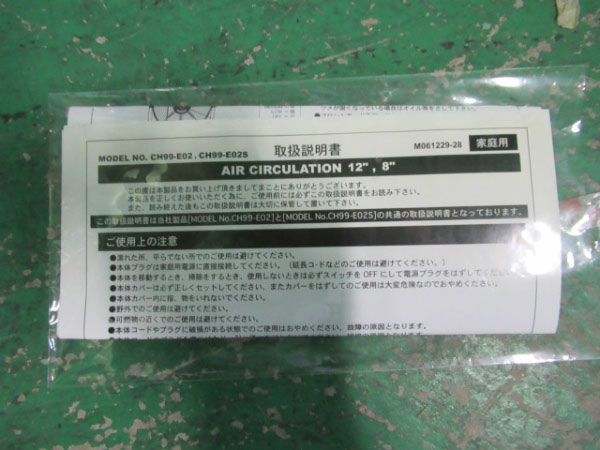 MODEL NO. CH99-E02 , CH99-E02S 取扱説明書 M061229-28 家庭用
AIR CIRCULATION 12" , 8"
この度は本製品をお買い上げ頂きましてまことにありがとうございます。
本製品を正しくお使いいただく為に、ご使用前には必ずこの取扱説明書をお読み下さい。
また、読み終えた後もこの取扱説明書は大切に保管して置いて下さい。
この取扱説明書は当社製品[MODEL No.CH99-E02]と[MODEL No.CH99-E02S]の共通の取扱説明書となっております。
ご使用上の注意
●濡れた所、平らでない所でのご使用は避けてください。
●本体プラグは家庭用電源に直接接続してください。（延長コードなどのご使用は避けてください。）
●本体を移動するとき、掃除をするとき、使用しないときは必ずスイッチを OFF にして電源プラグをはずしてください。
●本体カバーは必ず正しくセットしてください、またカバーをはずしてのご使用は大変危険なのでおやめください。
●本体カバー内に指、物をいれないでください。
●野外でのご使用は避けてください。
●可燃物の近くでのご使用は避けてください。
●本体コードやプラグに破損がある状態でのご使用はおやめください。故障の原因となります。